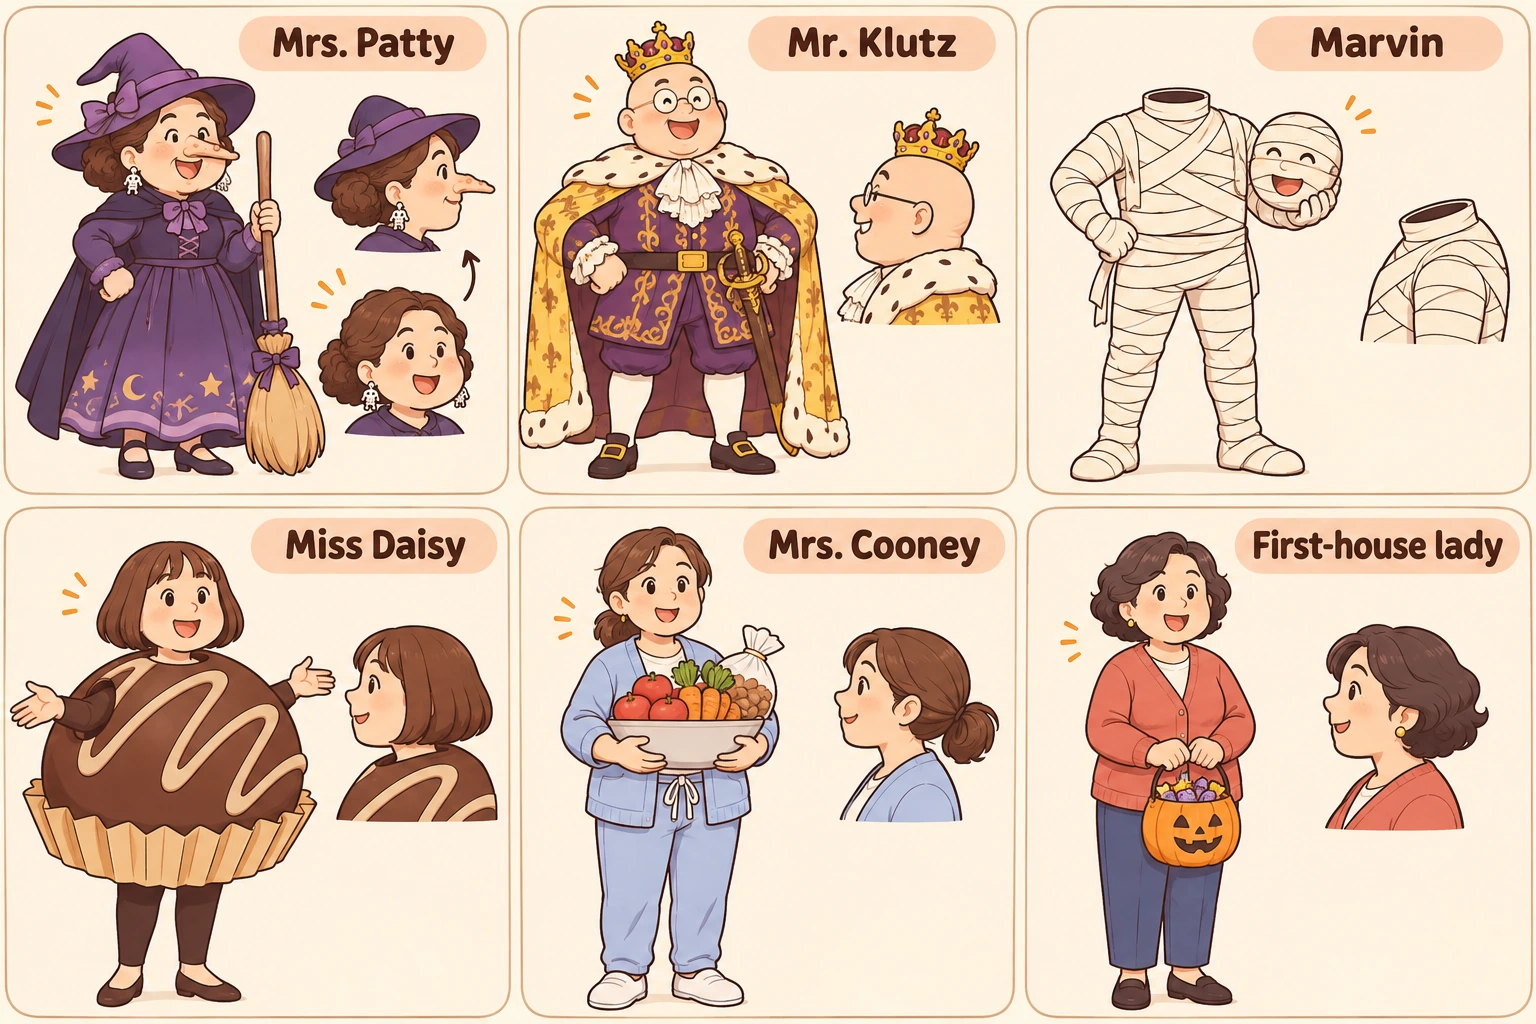 Mrs. Patty
Mr. Klutz
Marvin
Miss Daisy
Mrs. Cooney
First-house lady